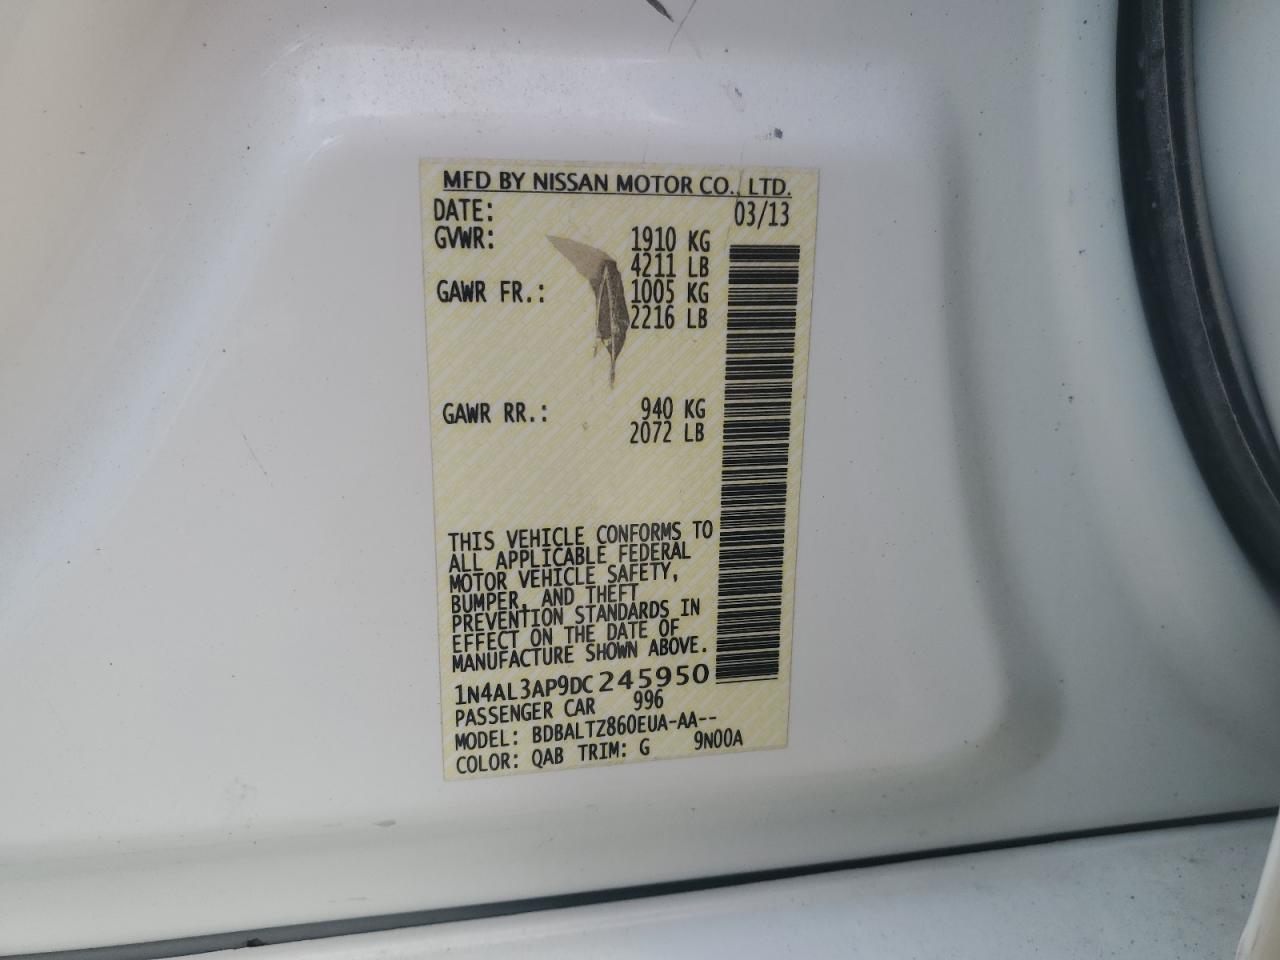 MFD BY NISSAN MOTOR CO., LTD.
DATE: 03/13
GVWR: 1910 KG
4211 LB
GAWR FR.: 1005 KG
2216 LB
GAWR RR.: 940 KG
2072 LB
THIS VEHICLE CONFORMS TO
ALL APPLICABLE FEDERAL
MOTOR VEHICLE SAFETY,
BUMPER, AND THEFT
PREVENTION STANDARDS IN
EFFECT ON THE DATE OF
MANUFACTURE SHOWN ABOVE.
1N4AL3AP9DC245950
PASSENGER CAR 996
MODEL: BDBALTZ860EUA-AA--
COLOR: QAB TRIM: G 9N00A